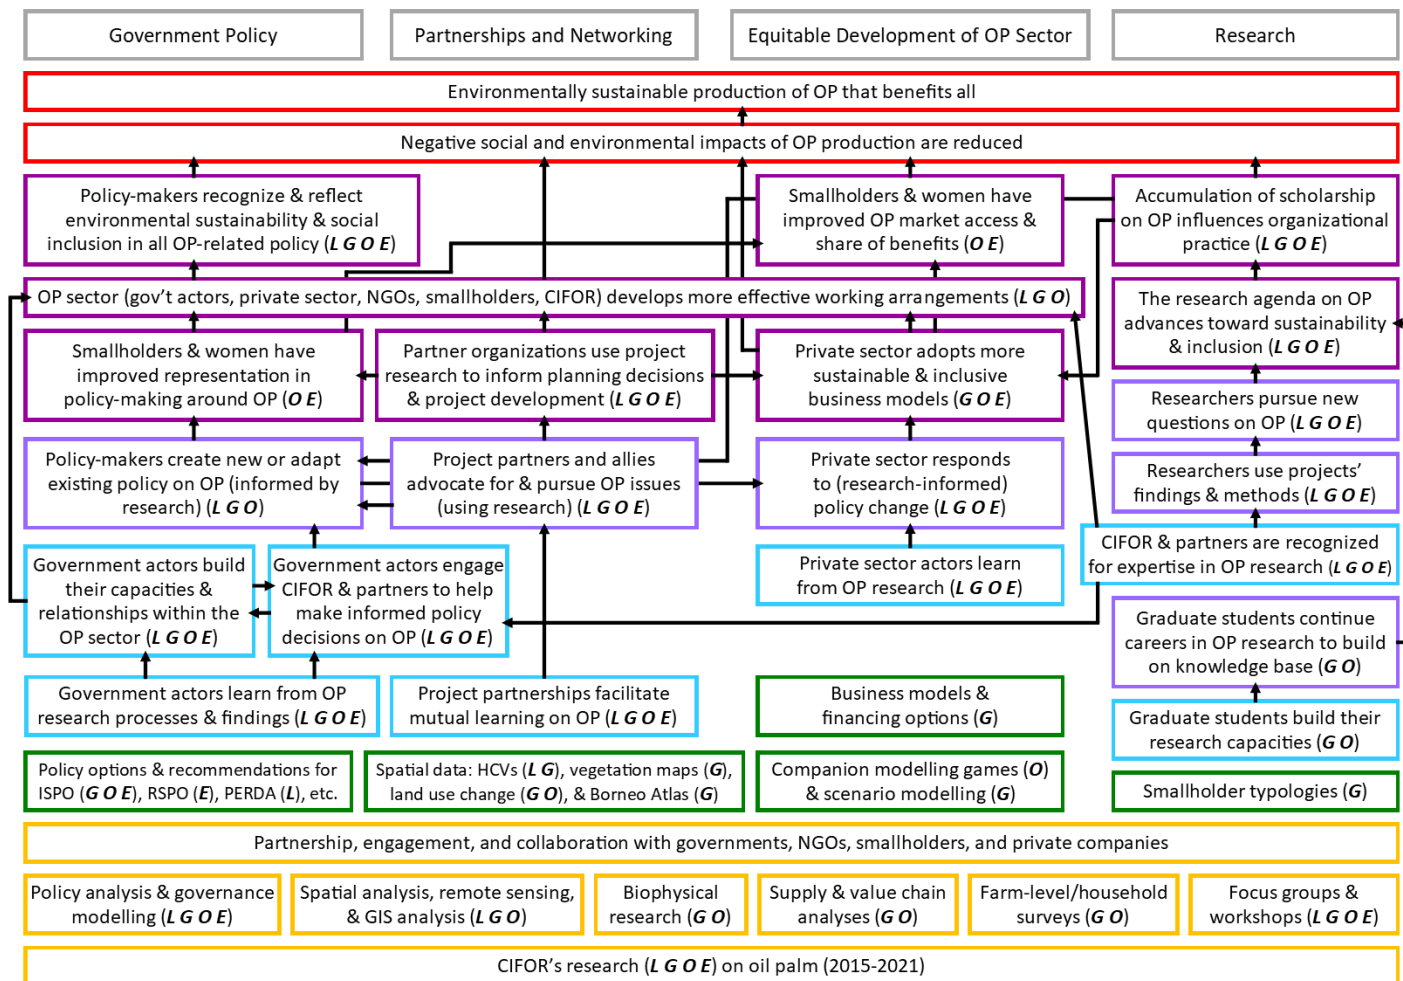 Government Policy
Partnerships and Networking
Equitable Development of OP Sector
Research
Environmentally sustainable production of OP that benefits all
Negative social and environmental impacts of OP production are reduced
Policy-makers recognize & reflect
environmental sustainability & social
inclusion in all OP-related policy (L G O E)
Smallholders & women have
improved OP market access &
share of benefits (O E)
Accumulation of scholarship
on OP influences organizational
practice (L G O E)
OP sector (gov't actors, private sector, NGOs, smallholders, CIFOR) develops more effective working arrangements (L G O)
The research agenda on OP
advances toward sustainability
& inclusion (L G O E)
Smallholders & women have
improved representation in
policy-making around OP (O E)
Partner organizations use project
research to inform planning decisions
& project development (L G O E)
Private sector adopts more
sustainable & inclusive
business models (G O E)
Researchers pursue new
questions on OP (L G O E)
Policy-makers create new or adapt
existing policy on OP (informed by
research) (L G O)
Project partners and allies
advocate for & pursue OP issues
(using research) (L G O E)
Private sector responds
to (research-informed)
policy change (L G O E)
Researchers use projects'
findings & methods (L G O E)
Government actors build
their capacities &
relationships within the
OP sector (L G O E)
Government actors engage
CIFOR & partners to help
make informed policy
decisions on OP (L G O E)
Private sector actors learn
from OP research (L G O E)
CIFOR & partners are recognized
for expertise in OP research (L G O E)
Graduate students continue
careers in OP research to build
on knowledge base (G O)
Government actors learn from OP
research processes & findings (L G O E)
Project partnerships facilitate
mutual learning on OP (L G O E)
Business models &
financing options (G)
Graduate students build their
research capacities (G O)
Policy options & recommendations for
ISPO (G O E), RSPO (E), PERDA (L), etc.
Spatial data: HCVs (L G), vegetation maps (G),
land use change (G O), & Borneo Atlas (G)
Companion modelling games (O)
& scenario modelling (G)
Smallholder typologies (G)
Partnership, engagement, and collaboration with governments, NGOs, smallholders, and private companies
Policy analysis & governance
modelling (L G O E)
Spatial analysis, remote sensing,
& GIS analysis (L G O)
Biophysical
research (G O)
Supply & value chain
analyses (G O)
Farm-level/household
surveys (G O)
Focus groups &
workshops (L G O E)
CIFOR's research (L G O E) on oil palm (2015-2021)